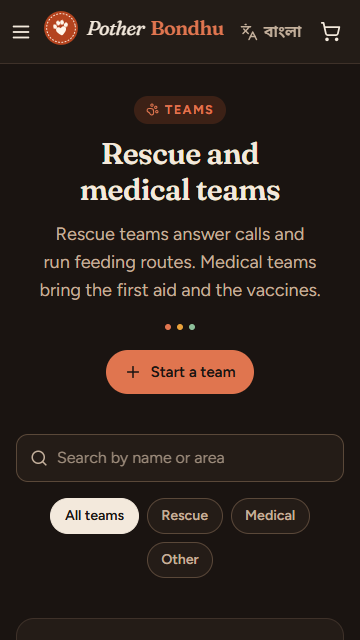 Pother Bondhu
বাংলা
TEAMS
Rescue and
medical teams
Rescue teams answer calls and
run feeding routes. Medical teams
bring the first aid and the vaccines.
Start a team
Search by name or area
All teams
Rescue
Medical
Other